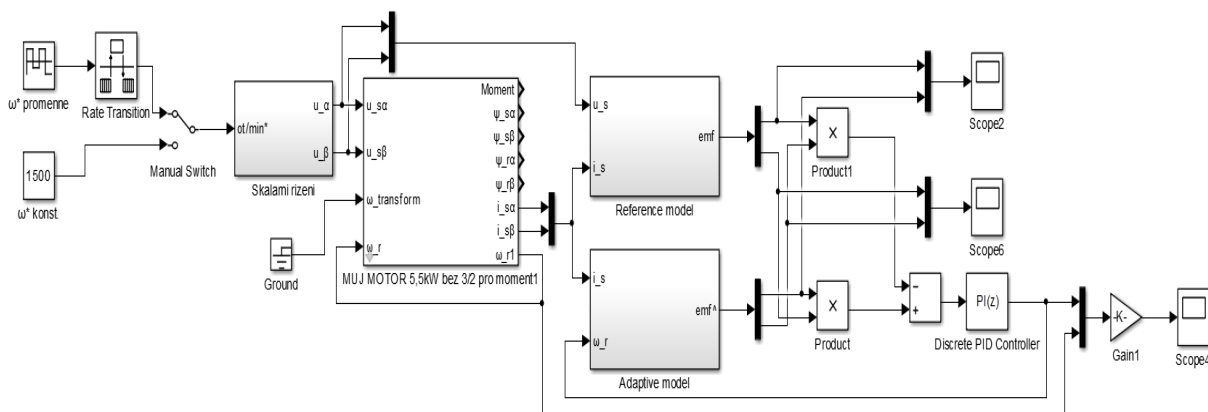 ω* promenne
Rate Transition
Manual Switch
1500
ω* konst.
ot/min*
u_α
u_β
Skalarni rizeni
Ground
u_sα
u_sβ
ω_transform
ω_r
Moment
ψ_sα
ψ_sβ
ψ_rα
ψ_rβ
i_sα
i_sβ
ω_r1
MUJ MOTOR 5,5kW bez 3/2 pro moment1
u_s
i_s
emf
Reference model
i_s
ω_r
emf^
Adaptive model
×
Product1
×
Product
Scope2
Scope6
−
+
PI(z)
Discrete PID Controller
-K-
Gain1
Scope4